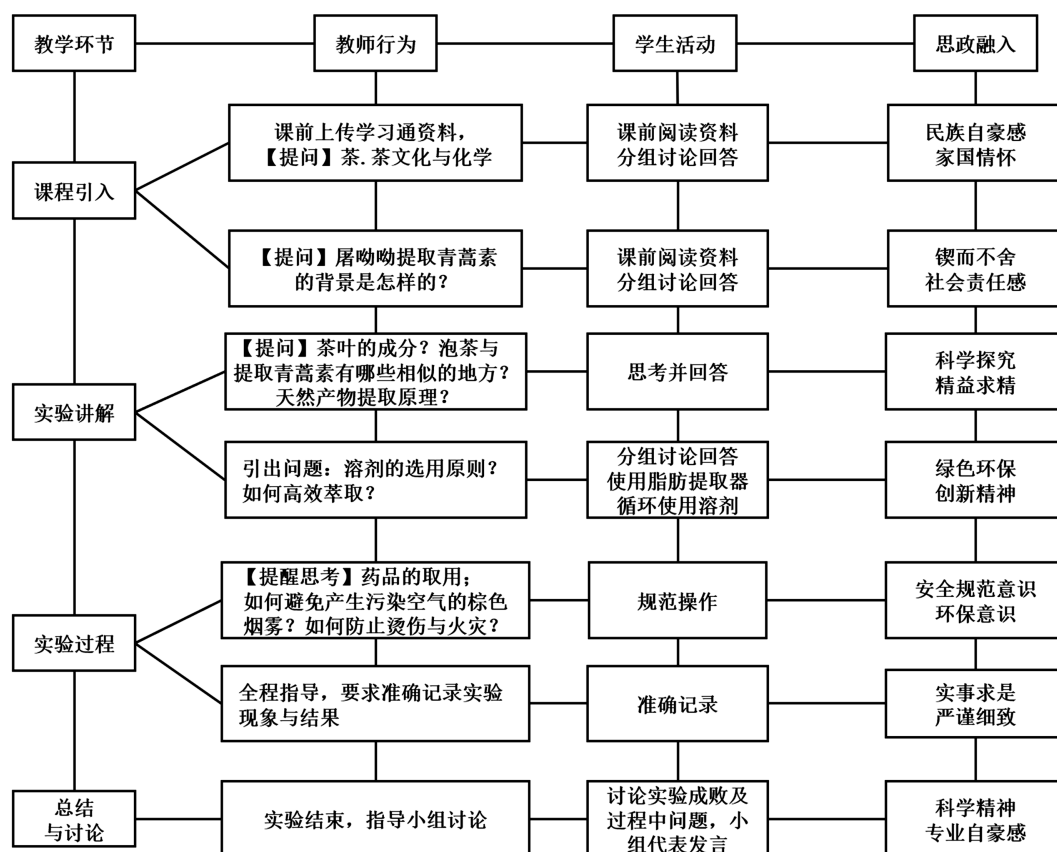 教学环节
教师行为
学生活动
思政融入
课程引入
课前上传学习通资料，
【提问】茶.茶文化与化学
课前阅读资料
分组讨论回答
民族自豪感
家国情怀
【提问】屠呦呦提取青蒿素
的背景是怎样的？
课前阅读资料
分组讨论回答
锲而不舍
社会责任感
实验讲解
【提问】茶叶的成分？泡茶与
提取青蒿素有哪些相似的地方？
天然产物提取原理？
思考并回答
科学探究
精益求精
引出问题：溶剂的选用原则？
如何高效萃取？
分组讨论回答
使用脂肪提取器
循环使用溶剂
绿色环保
创新精神
实验过程
【提醒思考】药品的取用；
如何避免产生污染空气的棕色
烟雾？如何防止烫伤与火灾？
规范操作
安全规范意识
环保意识
全程指导，要求准确记录实验
现象与结果
准确记录
实事求是
严谨细致
总结
与讨论
实验结束，指导小组讨论
讨论实验成败及
过程中问题，小
组代表发言
科学精神
专业自豪感